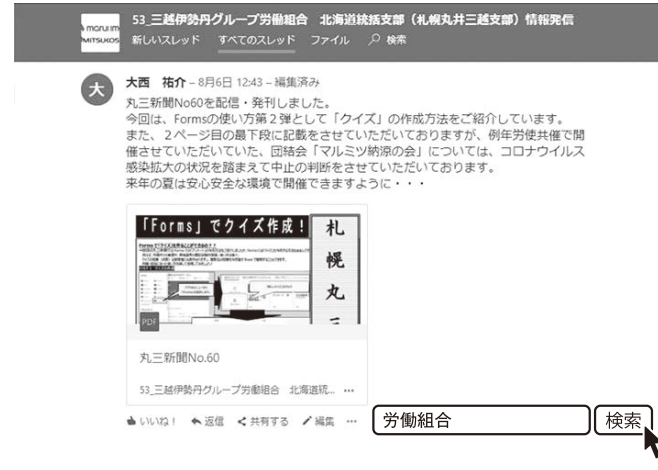 MARUI IM
MITSUKOS
53_三越伊勢丹グループ労働組合 北海道統括支部（札幌丸井三越支部）情報発信
新しいスレッド すべてのスレッド ファイル 検索
大
大西 祐介 – 8月6日 12:43 – 編集済み
丸三新聞No60を配信・発刊しました。
今回は、Formsの使い方第２弾として「クイズ」の作成方法をご紹介しています。
また、２ページ目の最下段に記載をさせていただいておりますが、例年労使共催で開
催させていただいていた、団結会「マルミツ納涼の会」については、コロナウイルス
感染拡大の状況を踏まえて中止の判断をさせていただいております。
来年の夏は安心安全な環境で開催できますように・・・
「Forms」でクイズ作成！
札幌丸三
PDF
丸三新聞No.60
53_三越伊勢丹グループ労働組合 北海道統... ...
いいね！ 返信 共有する 編集 ...
労働組合 検索